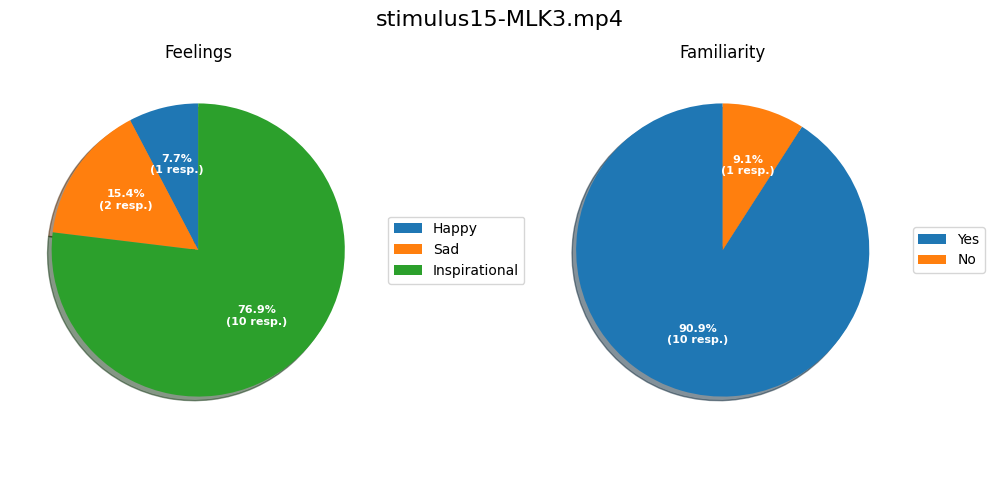 stimulus15-MLK3.mp4
Feelings
7.7%
(1 resp.)
15.4%
(2 resp.)
76.9%
(10 resp.)
Happy
Sad
Inspirational
Familiarity
9.1%
(1 resp.)
90.9%
(10 resp.)
Yes
No